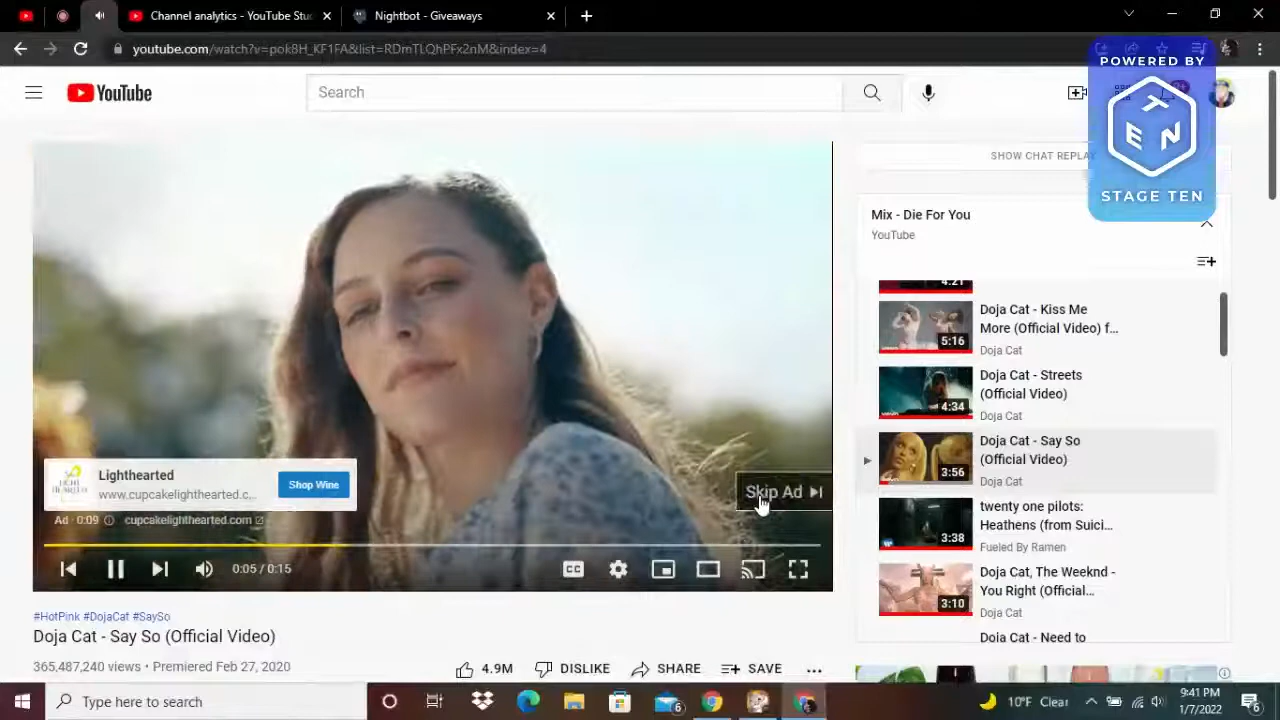 Channel analytics - YouTube Stu
Nightbot - Giveaways
youtube.com/watch?v=pok8H_KF1FA&list=RDmTLQhPFx2nM&index=4
POWERED BY
TEN
STAGE TEN
YouTube
Search
SHOW CHAT REPLAY
Mix - Die For You
YouTube
4:21
Doja Cat - Kiss Me
More (Official Video) f...
5:16
Doja Cat
Doja Cat - Streets
(Official Video)
4:34
Doja Cat
Doja Cat - Say So
(Official Video)
3:56
Doja Cat
twenty one pilots:
Heathens (from Suici...
3:38
Fueled By Ramen
Doja Cat, The Weeknd -
You Right (Official...
3:10
Doja Cat
Doja Cat - Need to
LIGHT
HEARTED
Lighthearted
www.cupcakelighthearted.c...
Shop Wine
Skip Ad
Ad · 0:09 cupcakelighthearted.com
0:05 / 0:15
#HotPink #DojaCat #SaySo
Doja Cat - Say So (Official Video)
365,487,240 views • Premiered Feb 27, 2020
4.9M DISLIKE SHARE SAVE
Type here to search
6
10°F Clear
9:41 PM
1/7/2022
6